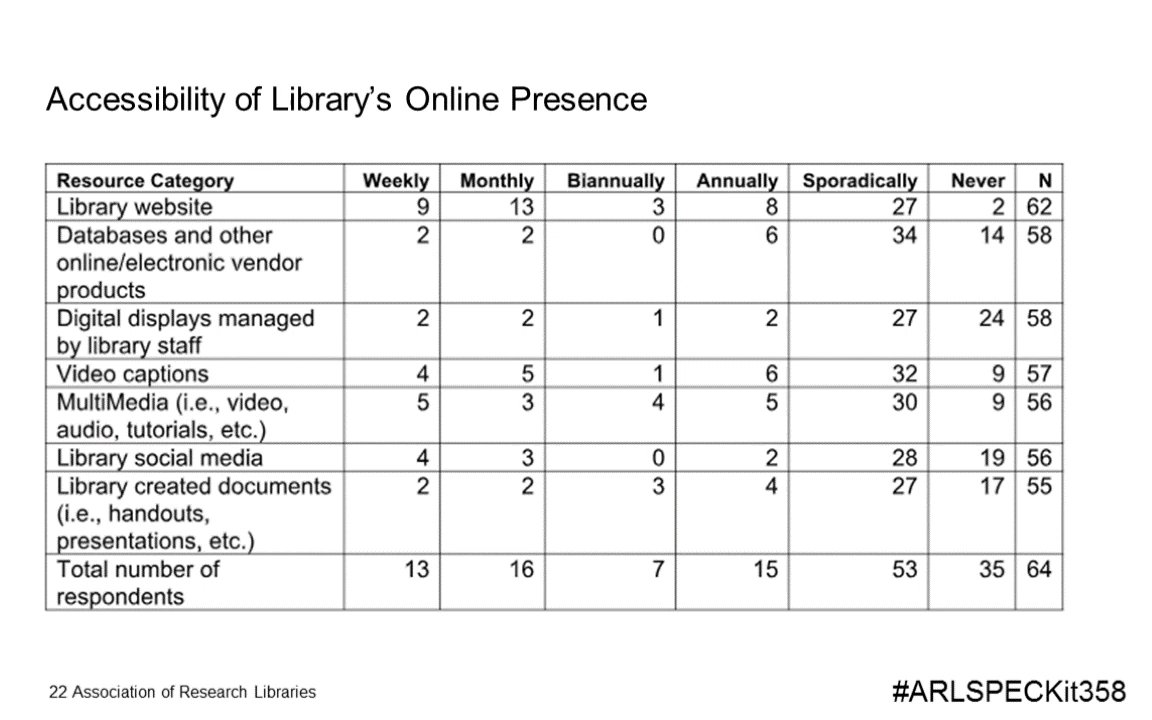 Accessibility of Library's Online Presence
Resource Category Weekly Monthly Biannually Annually Sporadically Never N
Library website 9 13 3 8 27 2 62
Databases and other 2 2 0 6 34 14 58
online/electronic vendor
products
Digital displays managed 2 2 1 2 27 24 58
by library staff
Video captions 4 5 1 6 32 9 57
MultiMedia (i.e., video, 5 3 4 5 30 9 56
audio, tutorials, etc.)
Library social media 4 3 0 2 28 19 56
Library created documents 2 2 3 4 27 17 55
(i.e., handouts,
presentations, etc.)
Total number of 13 16 7 15 53 35 64
respondents
22 Association of Research Libraries
#ARLSPECKit358